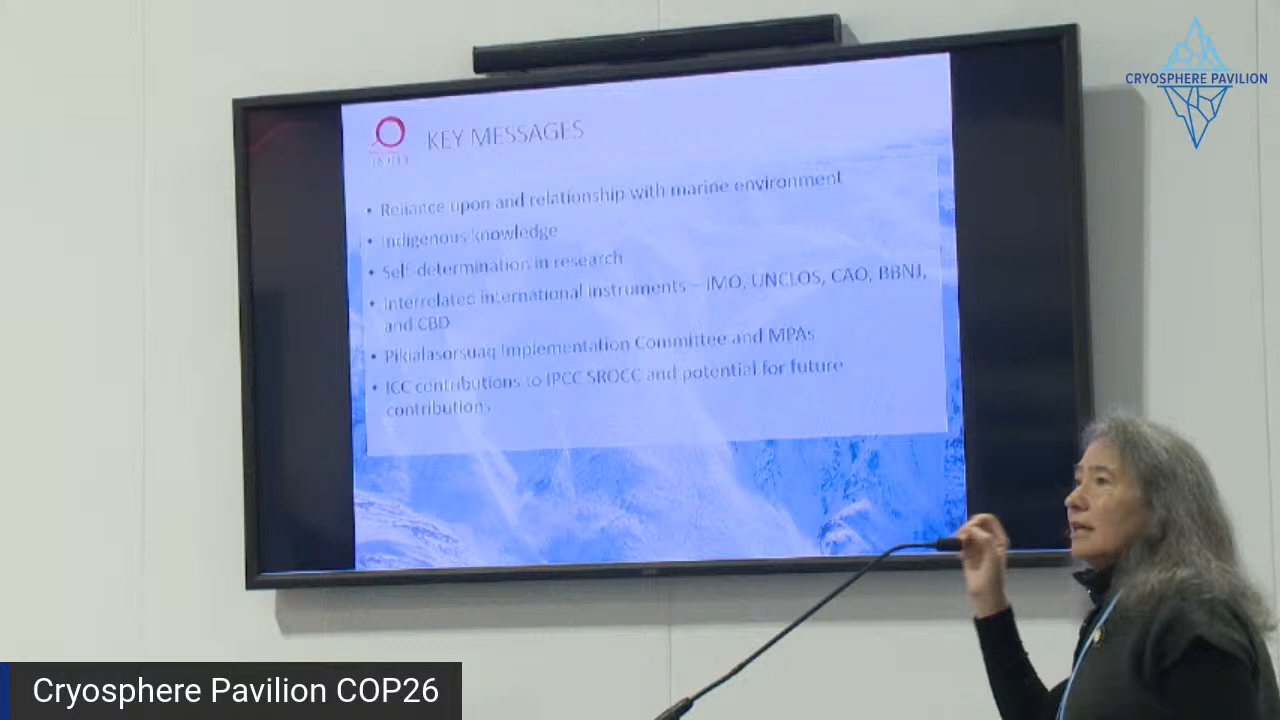 CRYOSPHERE PAVILION
KEY MESSAGES
• Reliance upon and relationship with marine environment
• Indigenous knowledge
• Self-determination in research
• Interrelated international instruments – IMO, UNCLOS, CAO, BBNJ,
and CBD
• Pikialasorsuaq Implementation Committee and MPAs
• ICC contributions to IPCC SROCC and potential for future
contributions
Cryosphere Pavilion COP26